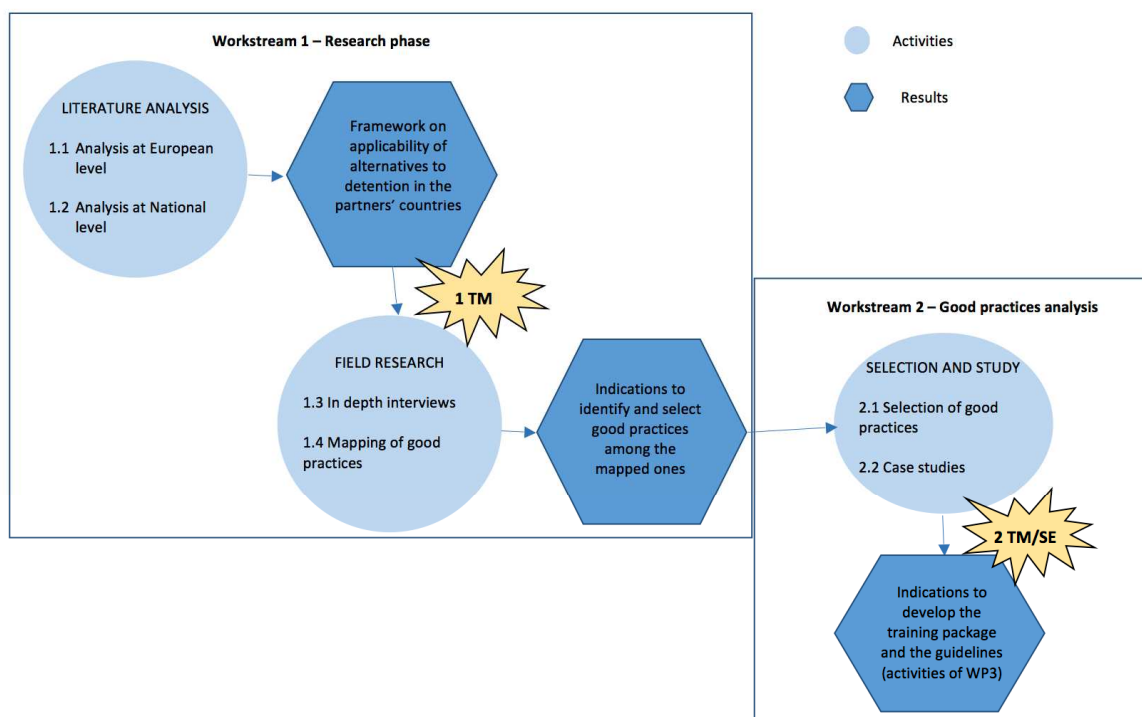 Workstream 1 – Research phase
Activities
Results
LITERATURE ANALYSIS
1.1 Analysis at European
level
1.2 Analysis at National
level
Framework on
applicability of
alternatives to
detention in the
partners’ countries
1 TM
FIELD RESEARCH
1.3 In depth interviews
1.4 Mapping of good
practices
Indications to
identify and select
good practices
among the
mapped ones
Workstream 2 – Good practices analysis
SELECTION AND STUDY
2.1 Selection of good
practices
2.2 Case studies
2 TM/SE
Indications to
develop the
training package
and the guidelines
(activities of WP3)